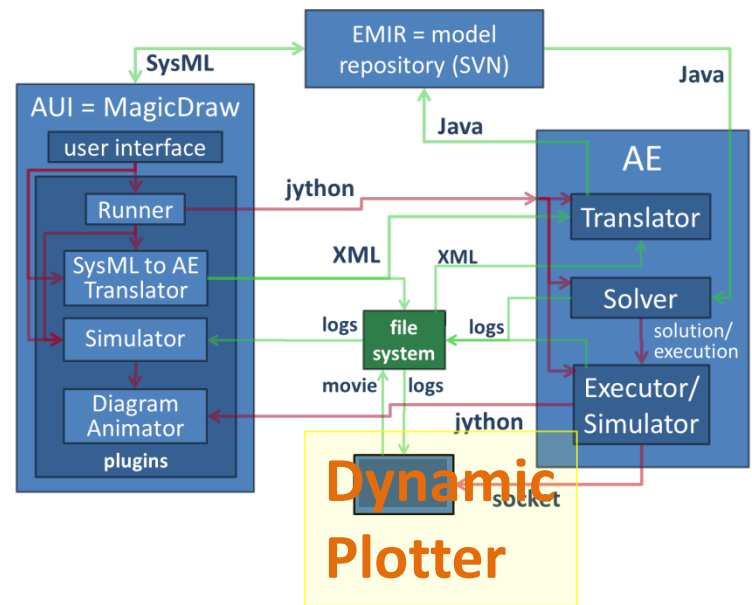 EMIR = model
repository (SVN)
SysML
Java
AUI = MagicDraw
user interface
Java
AE
jython
Runner
Translator
XML
XML
SysML to AE
Translator
Solver
file
system
logs
logs
solution/
execution
Simulator
movie
logs
Executor/
Simulator
Diagram
Animator
jython
plugins
Dynamic
socket
Plotter